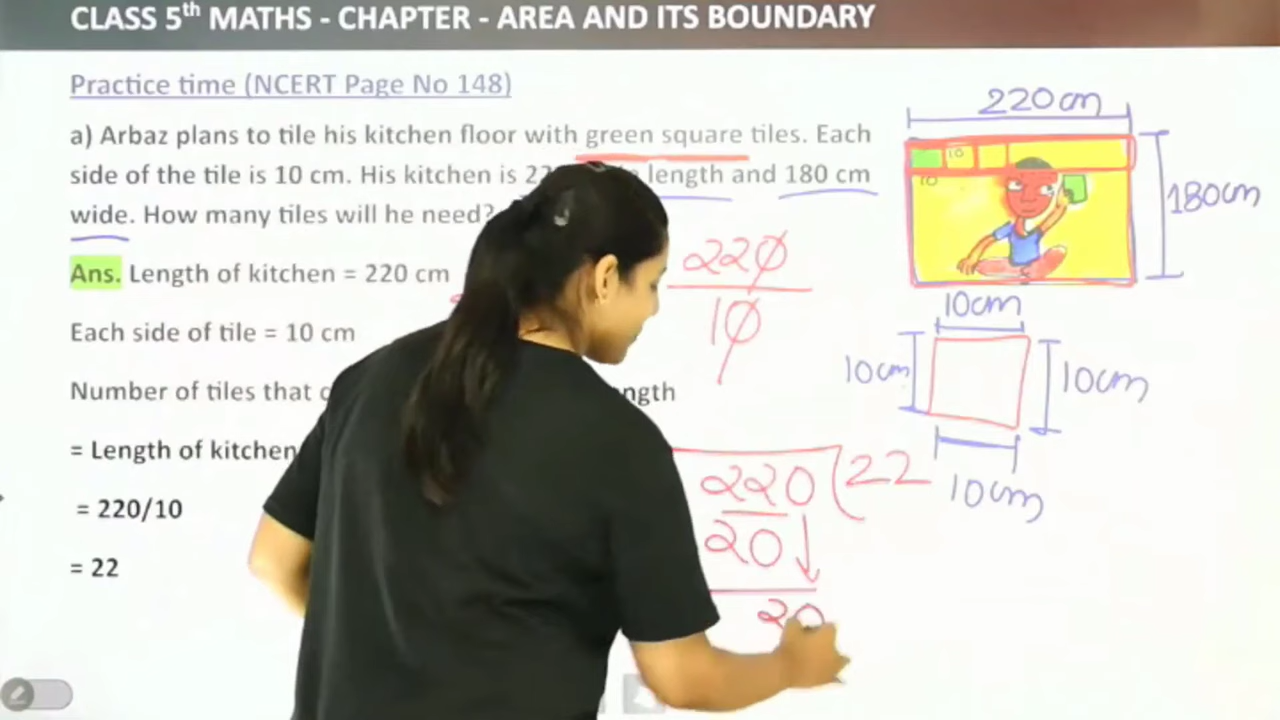 CLASS 5th MATHS - CHAPTER - AREA AND ITS BOUNDARY
Practice time (NCERT Page No 148)
a) Arbaz plans to tile his kitchen floor with green square tiles. Each
side of the tile is 10 cm. His kitchen is length and 180 cm
wide. How many tiles will he need?
Ans. Length of kitchen = 220 cm
Each side of tile = 10 cm
Number of tiles that
= Length of kitchen
= 220/10
= 22
220
10
220 (22
20
20
220cm
10
10
180cm
10cm
10cm
10cm
10cm